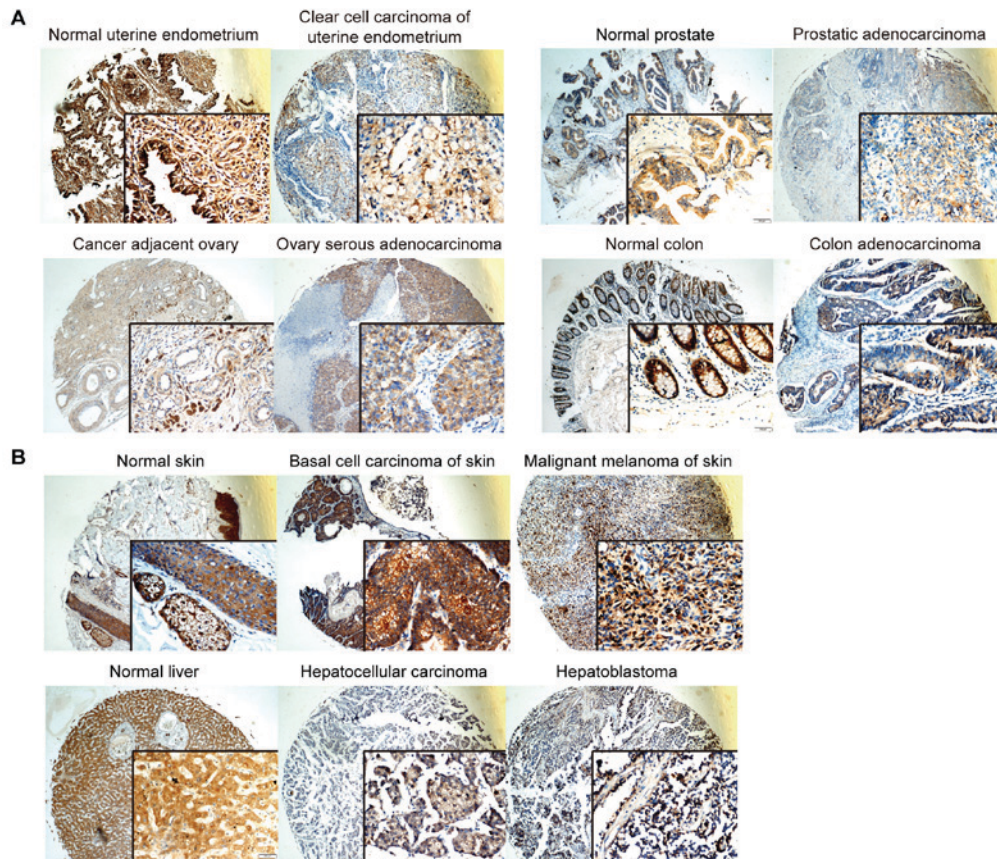 A
Normal uterine endometrium
Clear cell carcinoma of
uterine endometrium
Normal prostate
Prostatic adenocarcinoma
Cancer adjacent ovary
Ovary serous adenocarcinoma
Normal colon
Colon adenocarcinoma
B
Normal skin
Basal cell carcinoma of skin
Malignant melanoma of skin
Normal liver
Hepatocellular carcinoma
Hepatoblastoma